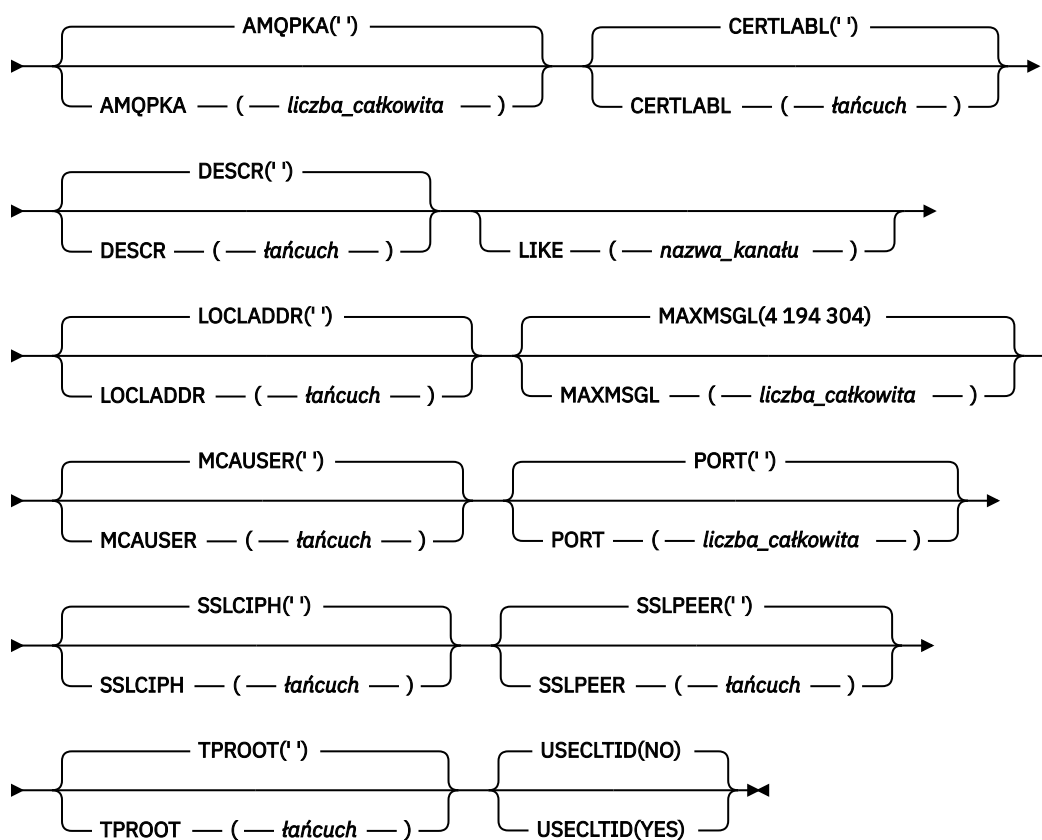 AMQPKA(' ') CERTLABL(' ')
AMQPKA ( liczba_całkowita ) CERTLABL ( łańcuch )
DESCR(' ')
DESCR ( łańcuch ) LIKE ( nazwa_kanału )
LOCLADDR(' ') MAXMSGL(4 194 304)
LOCLADDR ( łańcuch ) MAXMSGL ( liczba_całkowita )
MCAUSER(' ') PORT(' ')
MCAUSER ( łańcuch ) PORT ( liczba_całkowita )
SSLCIPH(' ') SSLPEER(' ')
SSLCIPH ( łańcuch ) SSLPEER ( łańcuch )
TPROOT(' ') USECLTID(NO)
TPROOT ( łańcuch ) USECLTID(YES)